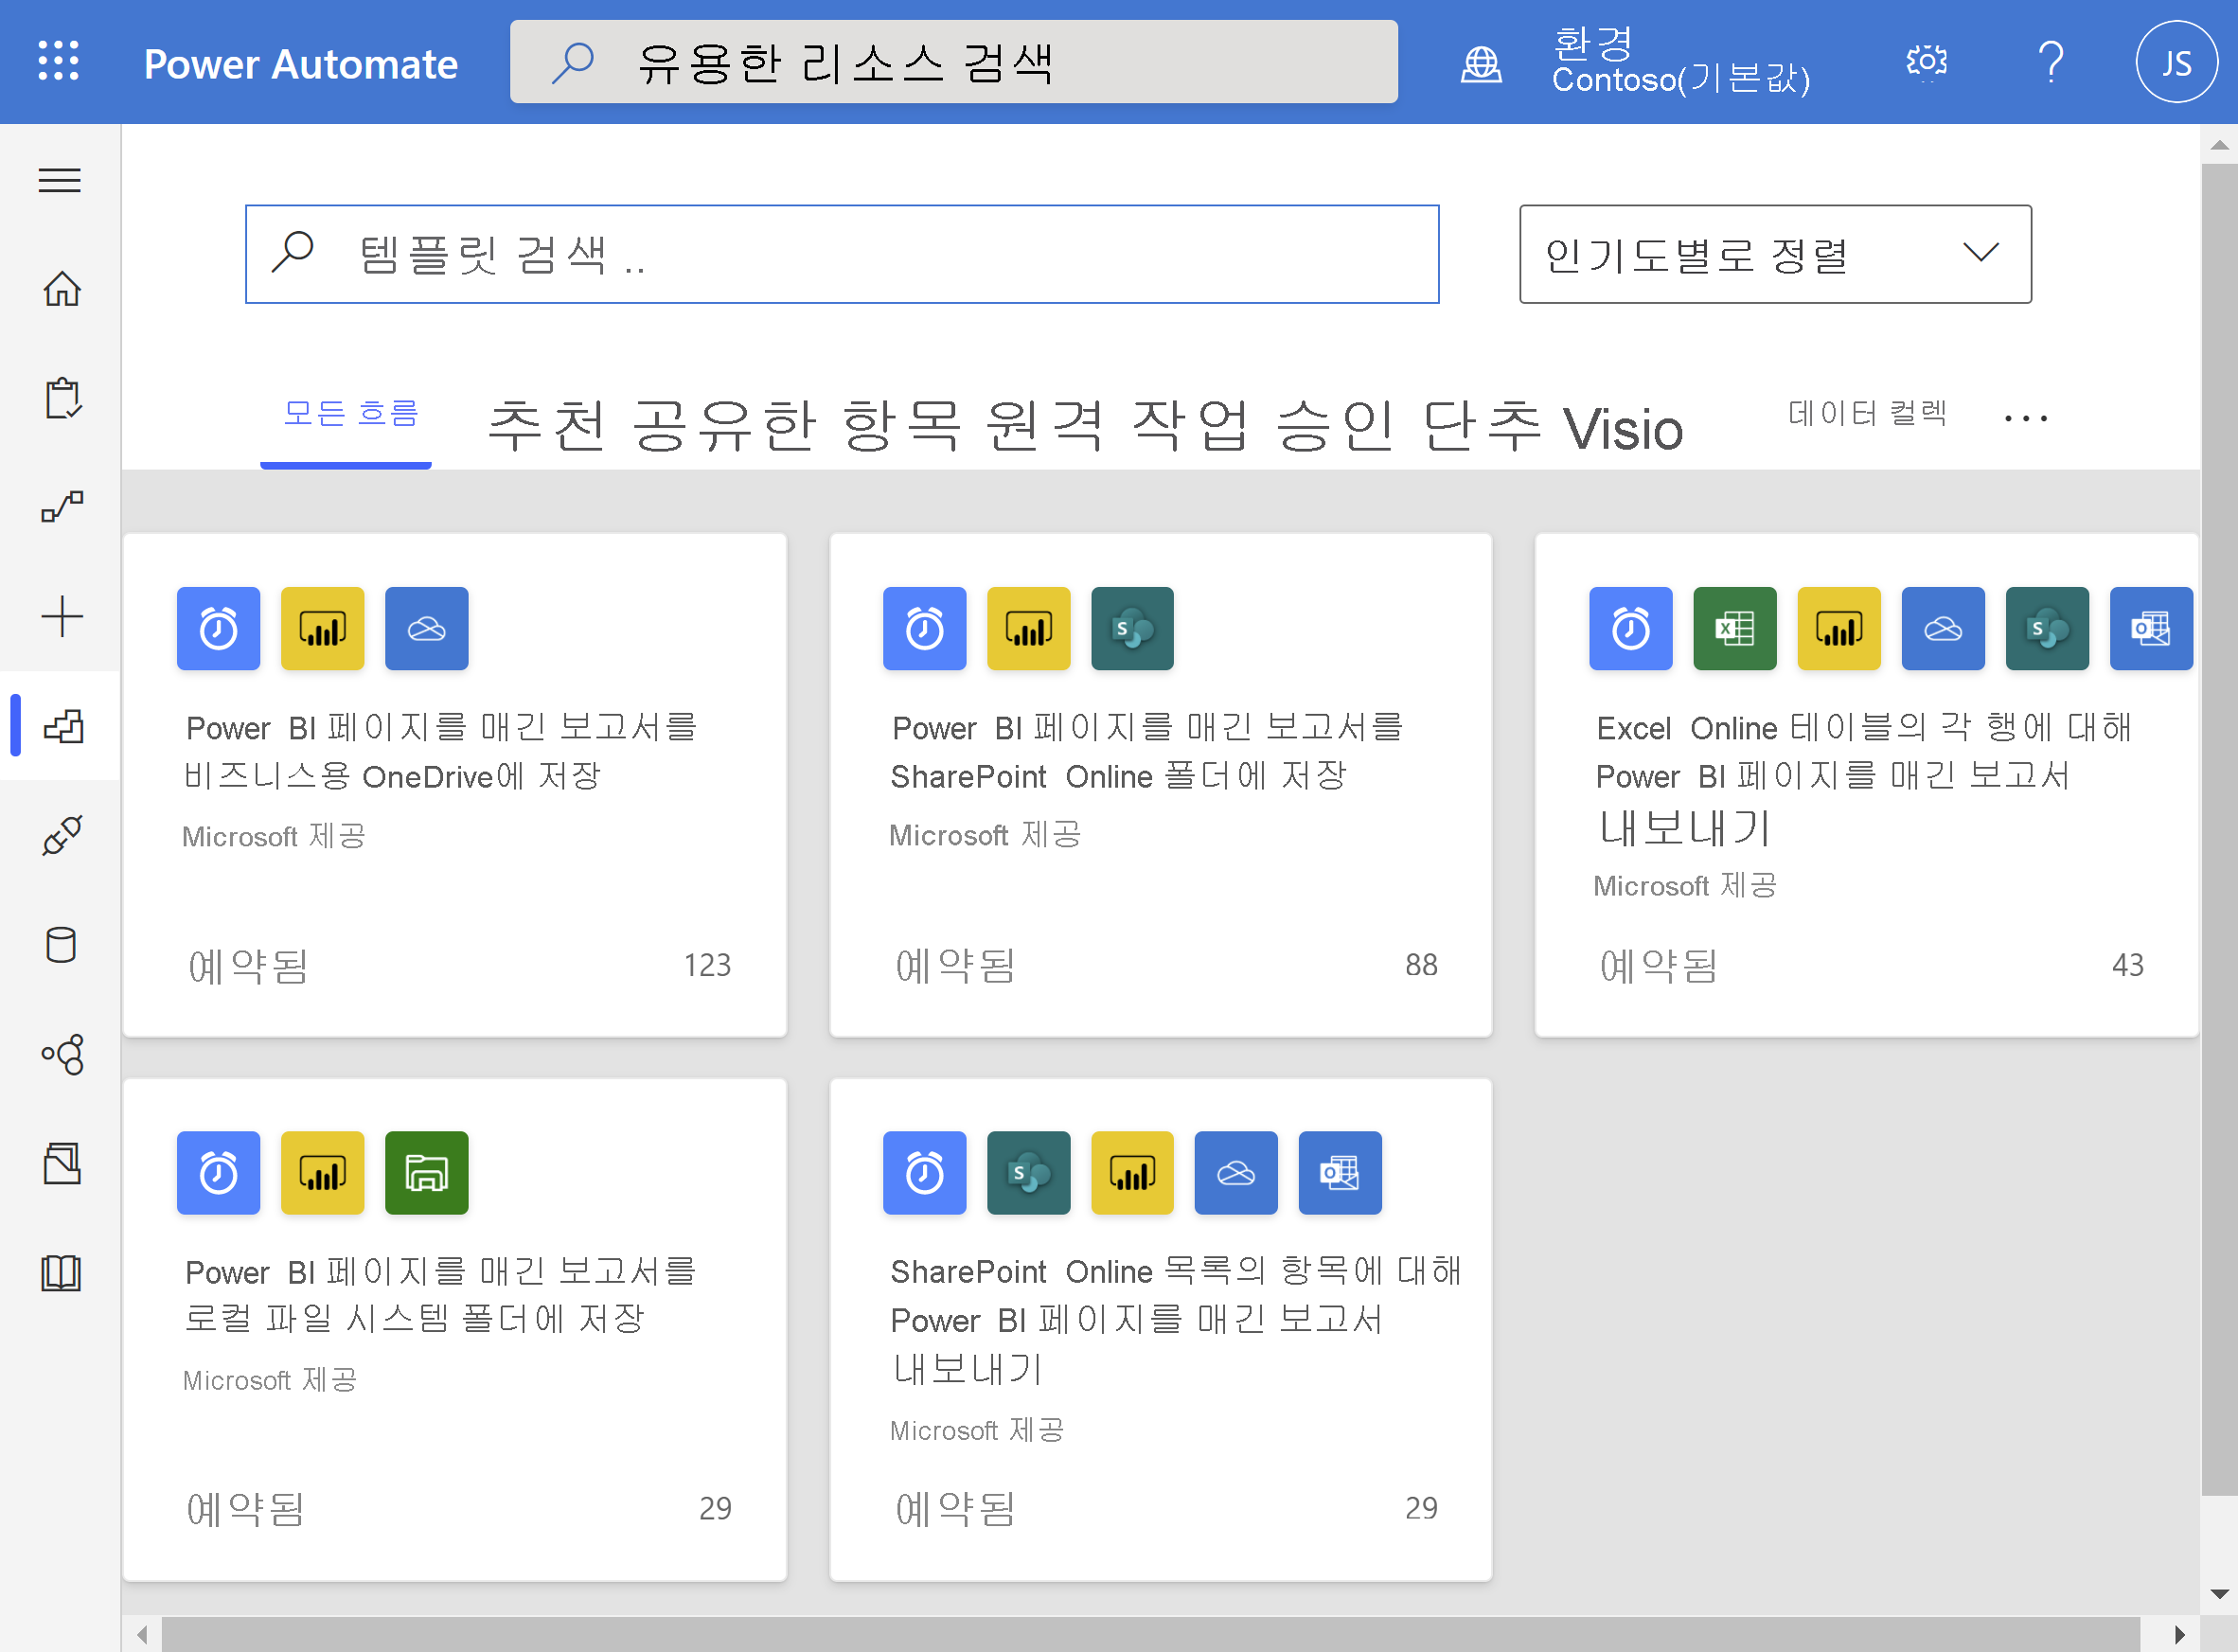 Power Automate
유용한 리소스 검색
환경
Contoso(기본값)
?
JS
템플릿 검색 ..
인기도별로 정렬
모든 흐름
추천 공유한 항목 원격 작업 승인 단추 Visio
데이터 컬렉
...
Power BI 페이지를 매긴 보고서를
비즈니스용 OneDrive에 저장
Microsoft 제공
예약됨
123
Power BI 페이지를 매긴 보고서를
SharePoint Online 폴더에 저장
Microsoft 제공
예약됨
88
Excel Online 테이블의 각 행에 대해
Power BI 페이지를 매긴 보고서
내보내기
Microsoft 제공
예약됨
43
Power BI 페이지를 매긴 보고서를
로컬 파일 시스템 폴더에 저장
Microsoft 제공
예약됨
29
SharePoint Online 목록의 항목에 대해
Power BI 페이지를 매긴 보고서
내보내기
Microsoft 제공
예약됨
29